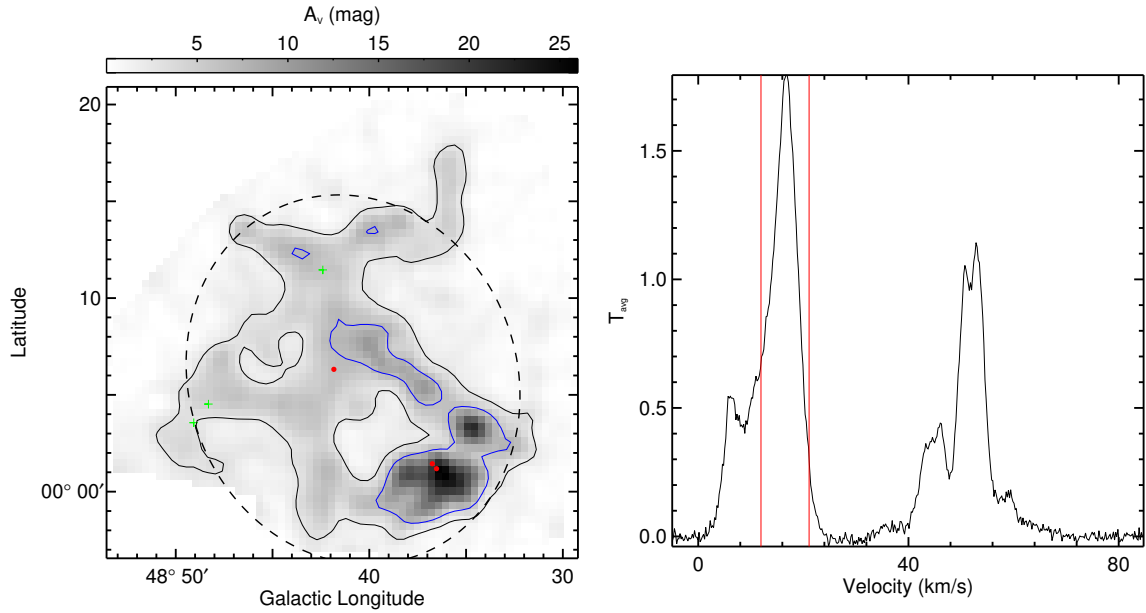 A_v (mag)
5 10 15 20 25
20
10
00° 00′
Latitude
48° 50′ 40 30
Galactic Longitude
1.5
1.0
0.5
0.0
T_avg
0 40 80
Velocity (km/s)